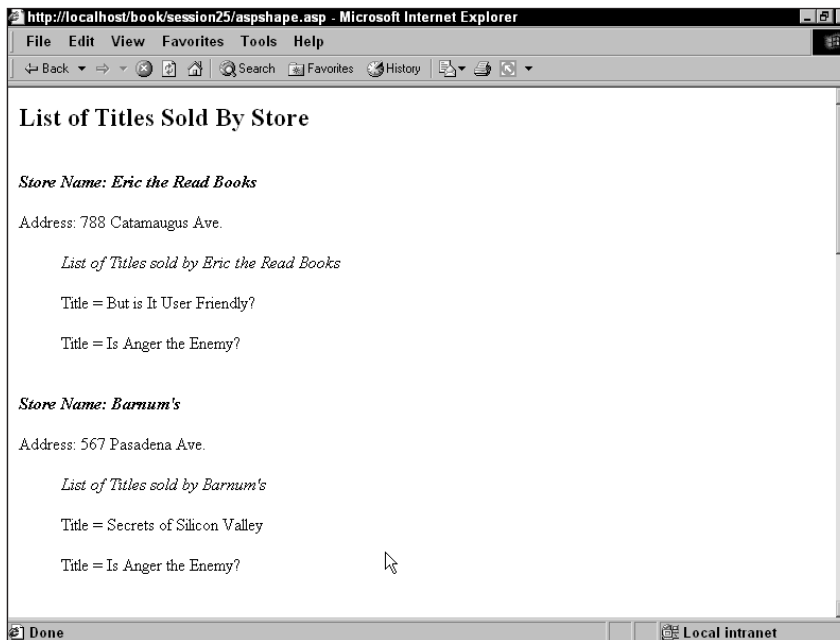 http://localhost/book/session25/aspshape.asp - Microsoft Internet Explorer
File Edit View Favorites Tools Help
Back Search Favorites History
List of Titles Sold By Store
Store Name: Eric the Read Books
Address: 788 Catamaugus Ave.
List of Titles sold by Eric the Read Books
Title = But is It User Friendly?
Title = Is Anger the Enemy?
Store Name: Barnum's
Address: 567 Pasadena Ave.
List of Titles sold by Barnum's
Title = Secrets of Silicon Valley
Title = Is Anger the Enemy?
Done Local intranet